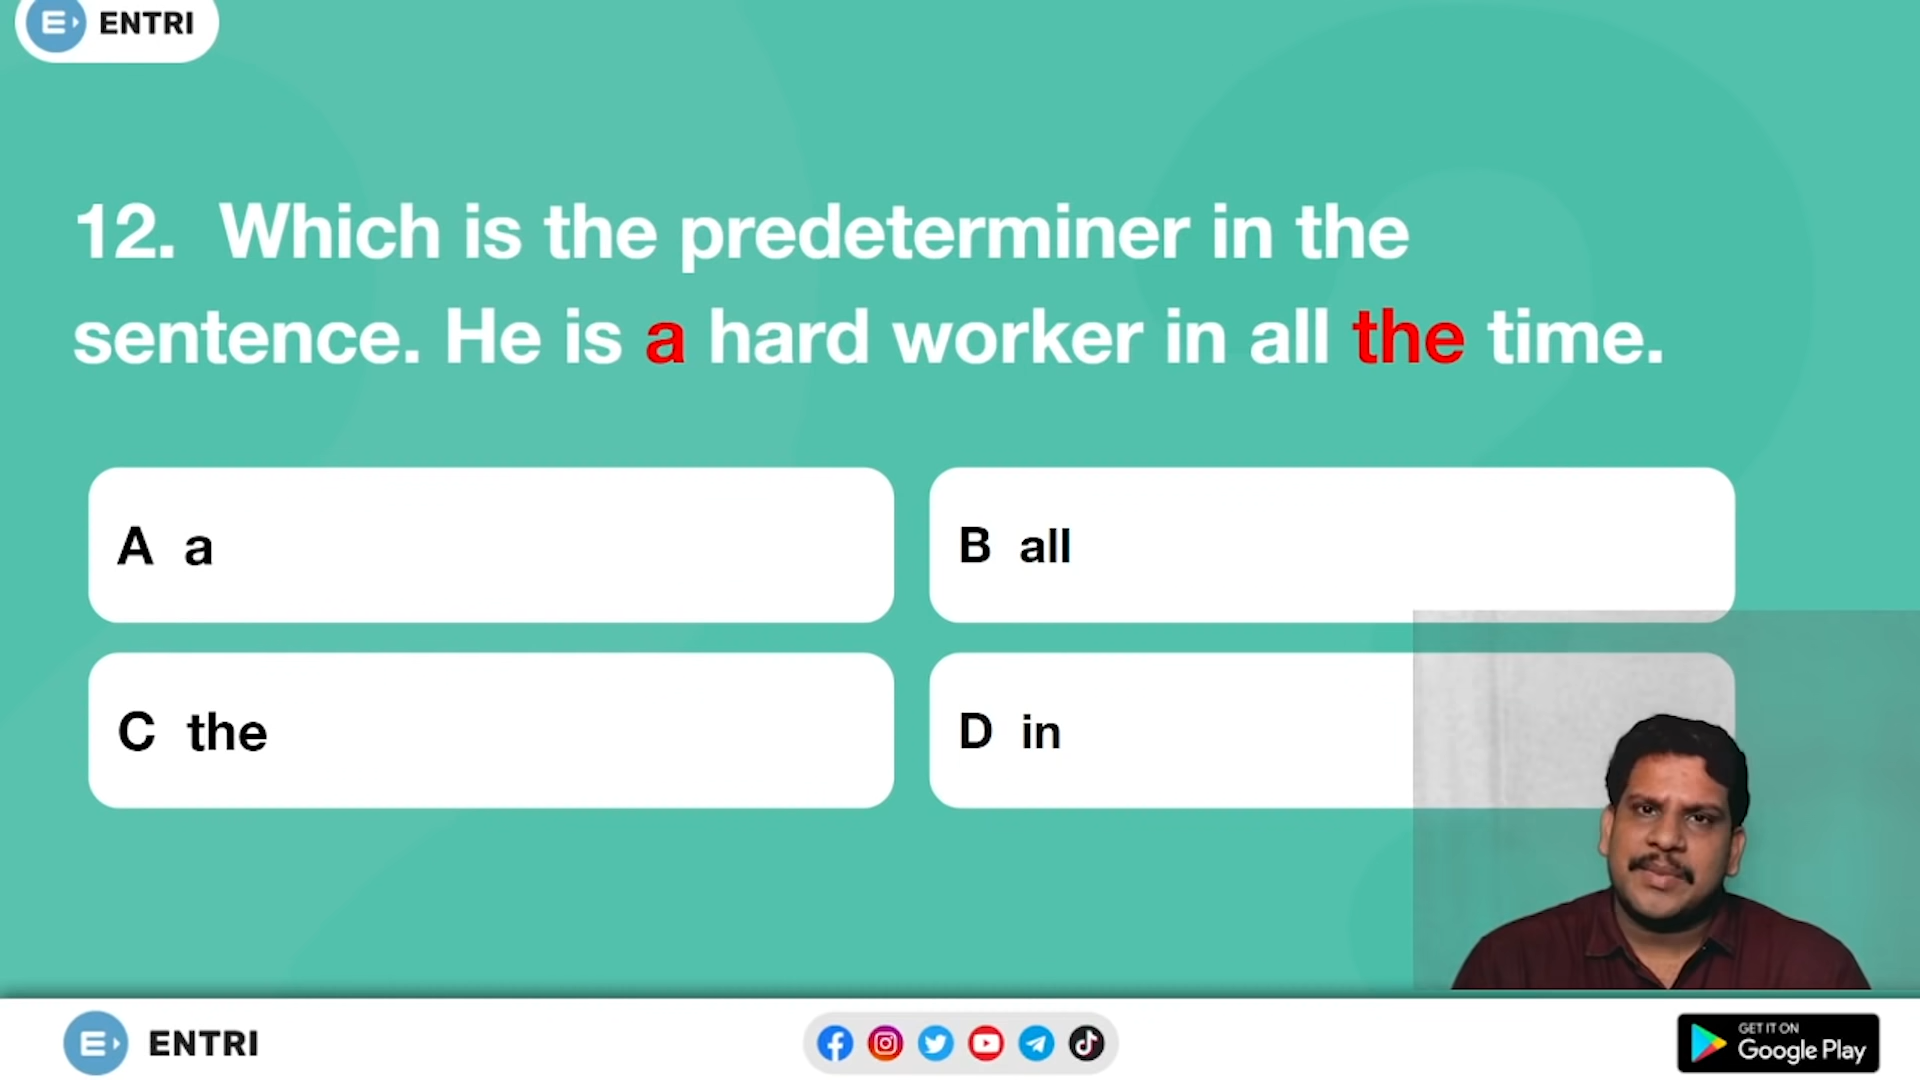 ENTRI
12. Which is the predeterminer in the
sentence. He is a hard worker in all the time.
A a
B all
C the
D in
ENTRI
GET IT ON
Google Play